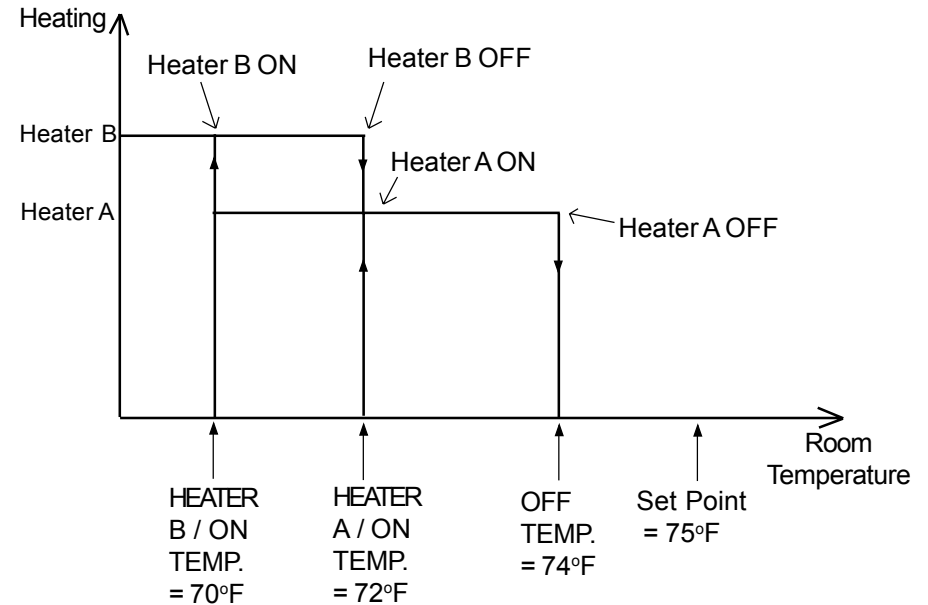 Heating
Heater B ON
Heater B OFF
Heater B
Heater A ON
Heater A
Heater A OFF
Room
Temperature
HEATER
B / ON
TEMP.
= 70°F
HEATER
A / ON
TEMP.
= 72°F
OFF
TEMP.
= 74°F
Set Point
= 75°F